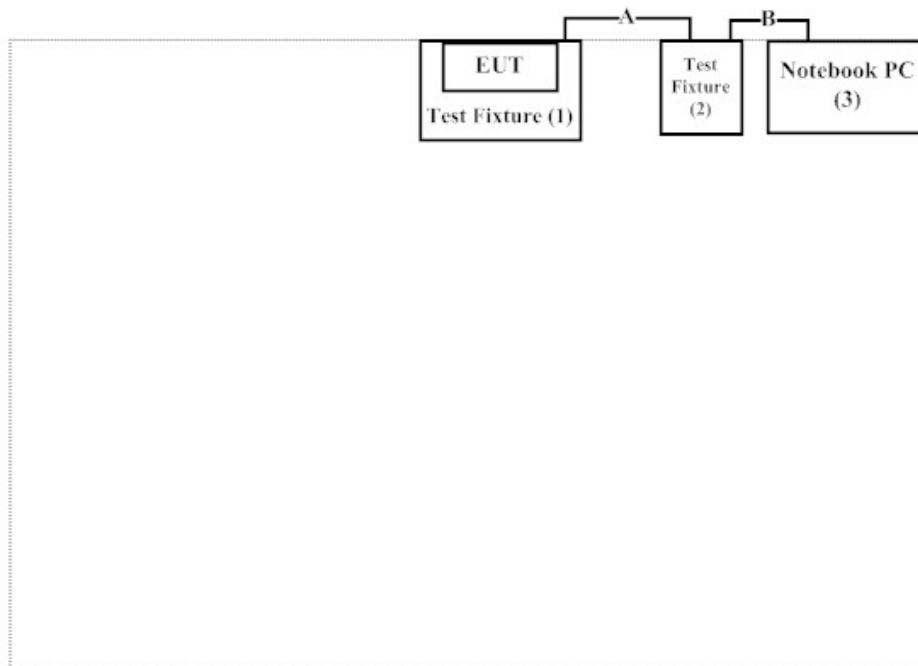 A
B
EUT
Test Fixture (1)
Test
Fixture
(2)
Notebook PC
(3)